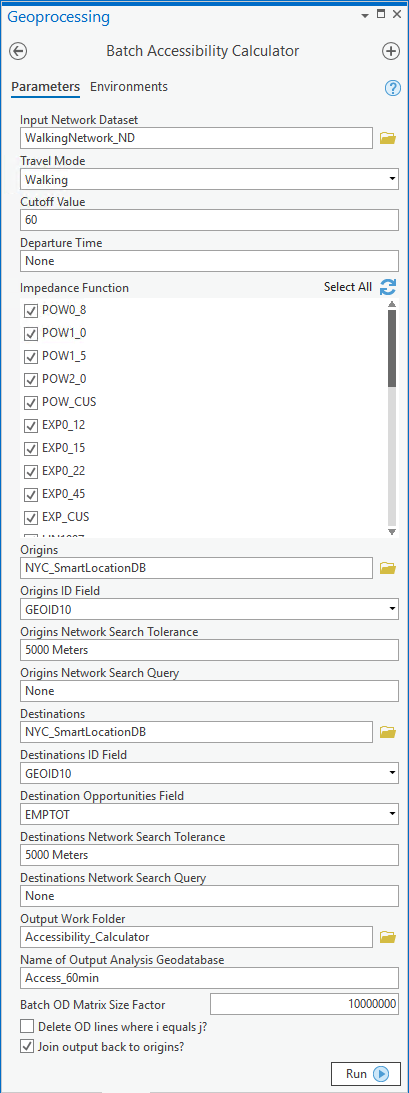 Geoprocessing
Batch Accessibility Calculator
Parameters Environments
Input Network Dataset
WalkingNetwork_ND
Travel Mode
Walking
Cutoff Value
60
Departure Time
None
Impedance Function Select All
POW0_8
POW1_0
POW1_5
POW2_0
POW_CUS
EXP0_12
EXP0_15
EXP0_22
EXP0_45
EXP_CUS
Origins
NYC_SmartLocationDB
Origins ID Field
GEOID10
Origins Network Search Tolerance
5000 Meters
Origins Network Search Query
None
Destinations
NYC_SmartLocationDB
Destinations ID Field
GEOID10
Destination Opportunities Field
EMPTOT
Destinations Network Search Tolerance
5000 Meters
Destinations Network Search Query
None
Output Work Folder
Accessibility_Calculator
Name of Output Analysis Geodatabase
Access_60min
Batch OD Matrix Size Factor 10000000
Delete OD lines where i equals j?
Join output back to origins?
Run